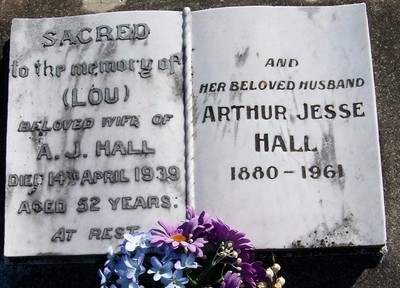 SACRED
to the memory of
(LOU)
BELOVED WIFE OF
A. J. HALL
DIED 14TH APRIL 1939
AGED 52 YEARS:
AT REST
AND
HER BELOVED HUSBAND
ARTHUR JESSE
HALL
1880 - 1961